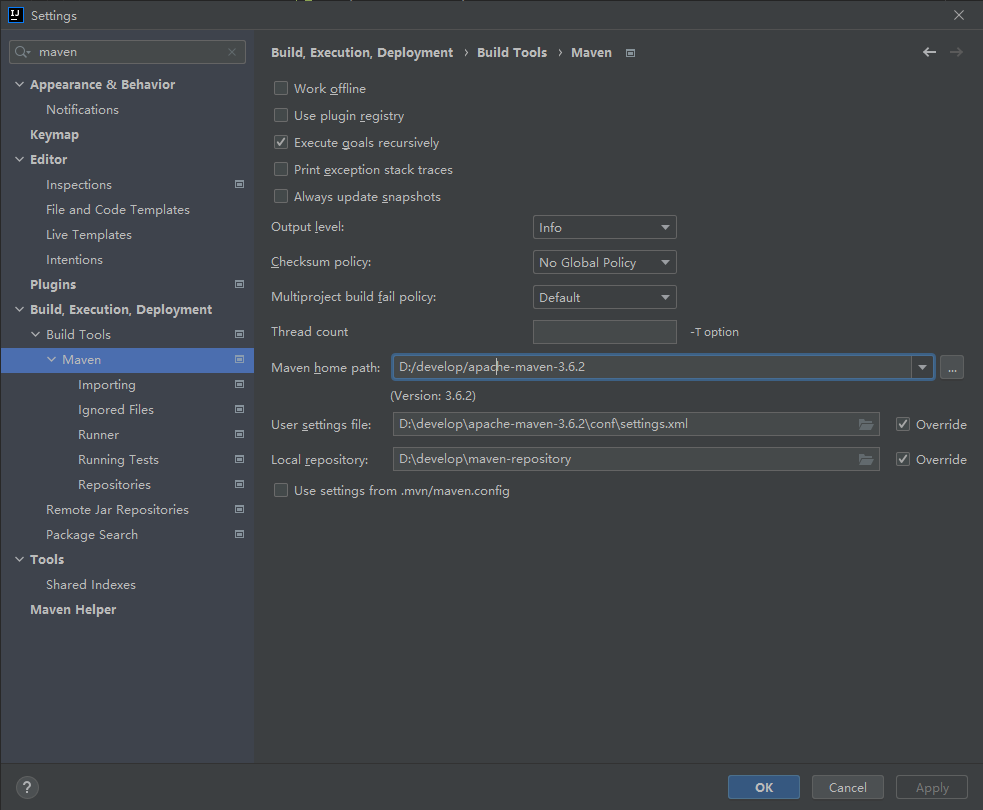 Settings
maven
Appearance & Behavior
Notifications
Keymap
Editor
Inspections
File and Code Templates
Live Templates
Intentions
Plugins
Build, Execution, Deployment
Build Tools
Maven
Importing
Ignored Files
Runner
Running Tests
Repositories
Remote Jar Repositories
Package Search
Tools
Shared Indexes
Maven Helper
Build, Execution, Deployment › Build Tools › Maven
Work offline
Use plugin registry
Execute goals recursively
Print exception stack traces
Always update snapshots
Output level: Info
Checksum policy: No Global Policy
Multiproject build fail policy: Default
Thread count -T option
Maven home path: D:/develop/apache-maven-3.6.2 ...
(Version: 3.6.2)
User settings file: D:\develop\apache-maven-3.6.2\conf\settings.xml Override
Local repository: D:\develop\maven-repository Override
Use settings from .mvn/maven.config
? OK Cancel Apply